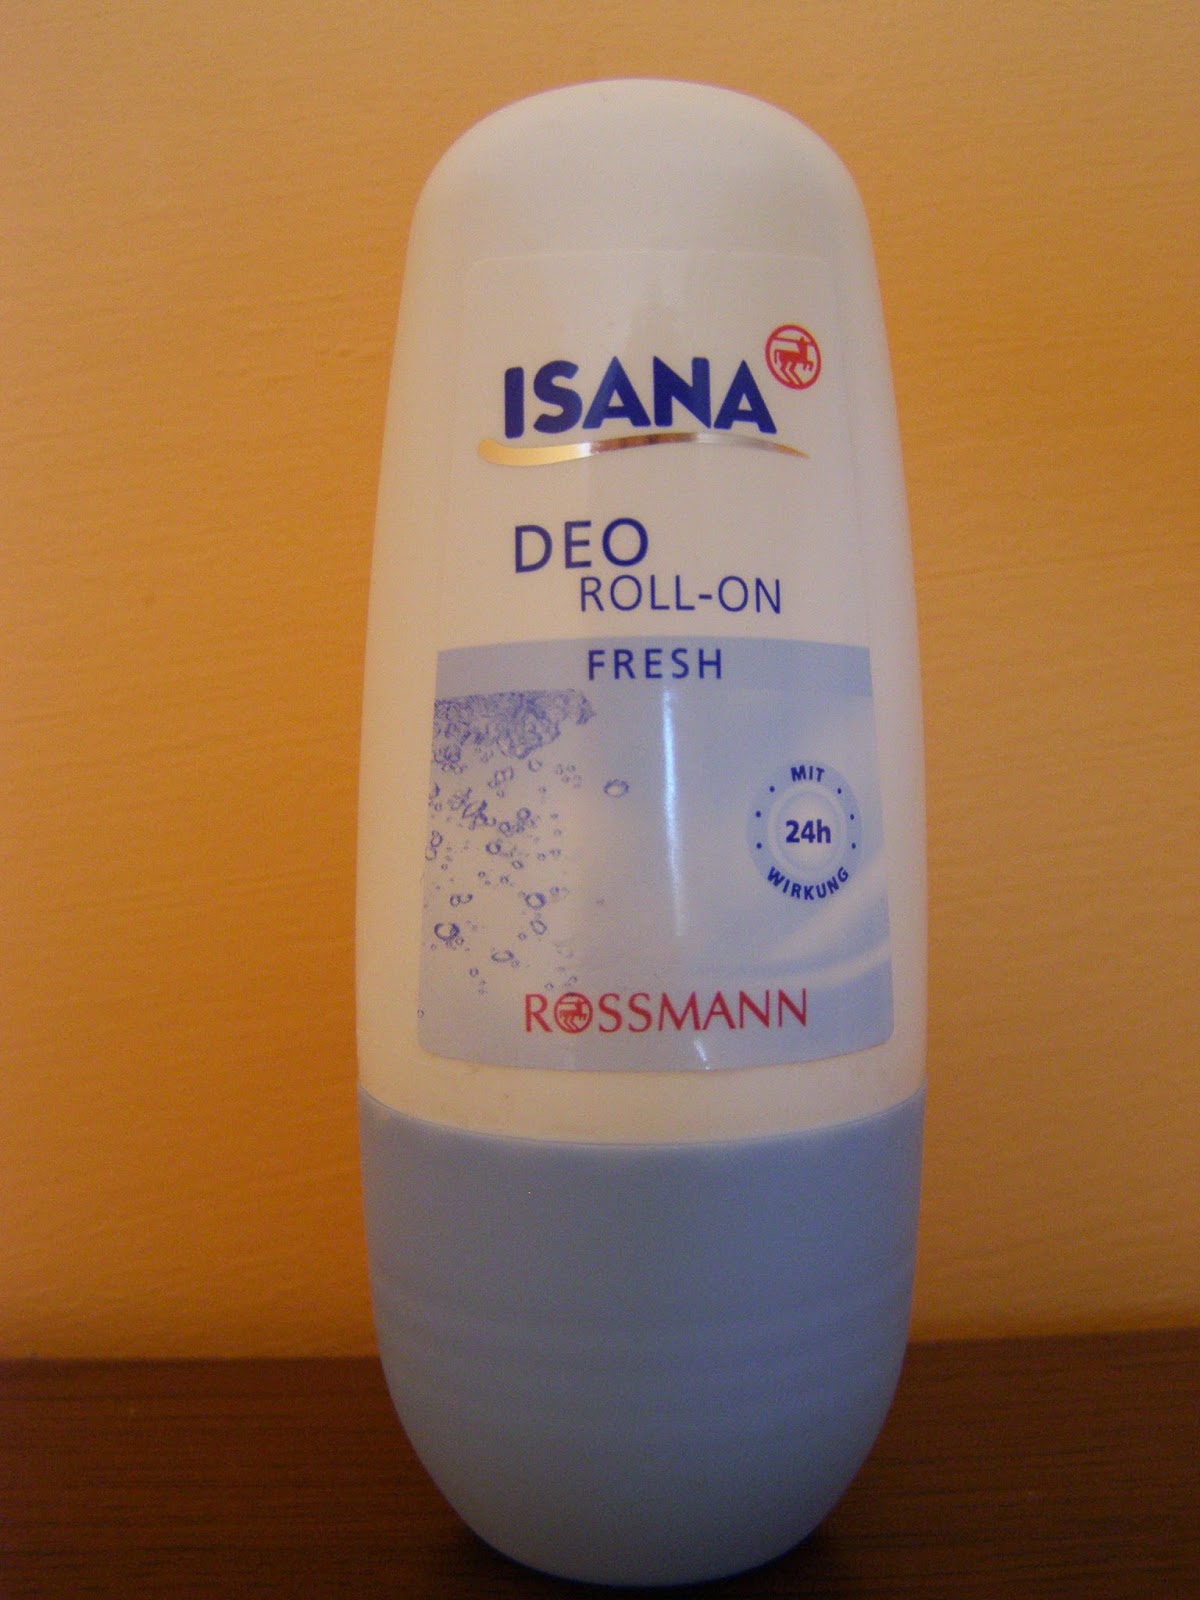 ISANA
DEO
ROLL-ON
FRESH
MIT
24h
WIRKUNG
ROSSMANN